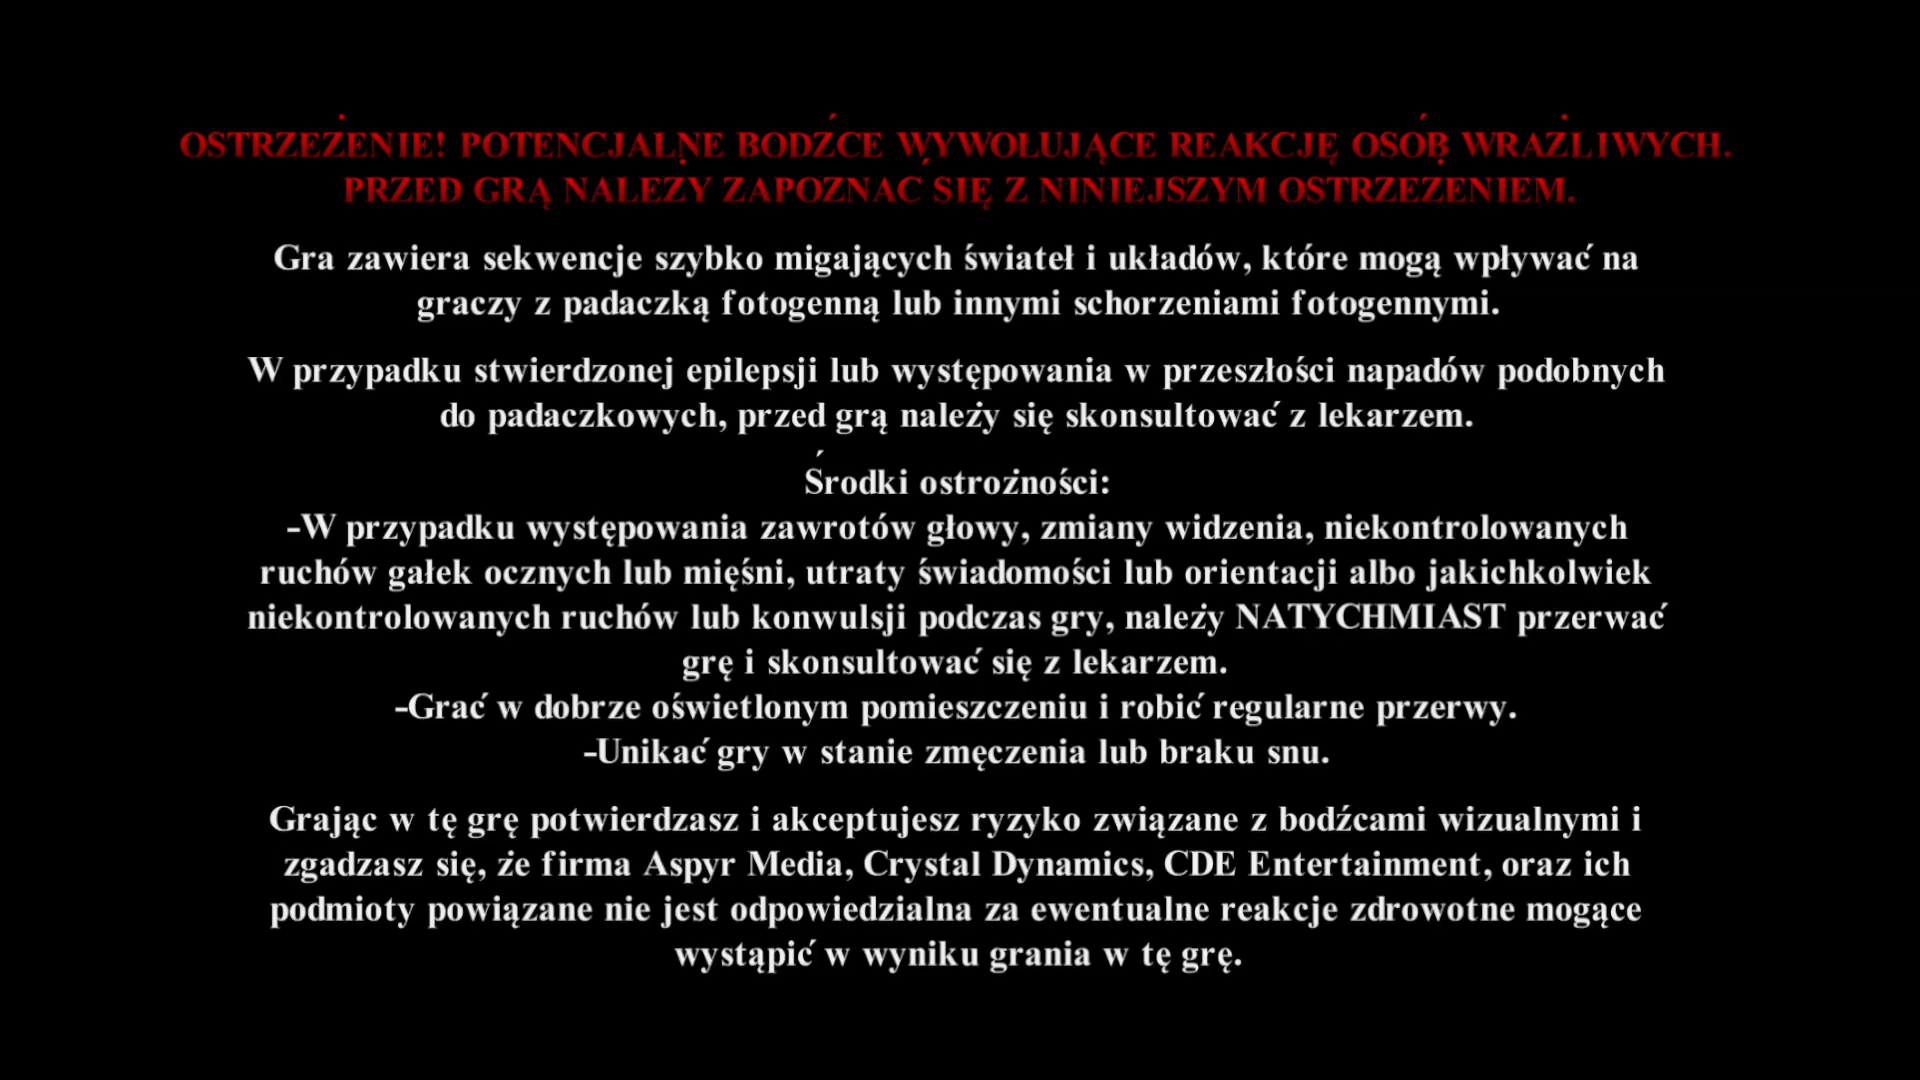 OSTRZEŻENIE! POTENCJALNE BODŹCE WYWOŁUJĄCE REAKCJĘ OSÓB WRAŻLIWYCH.
PRZED GRĄ NALEŻY ZAPOZNAĆ SIĘ Z NINIEJSZYM OSTRZEŻENIEM.
Gra zawiera sekwencje szybko migających świateł i układów, które mogą wpływać na
graczy z padaczką fotogenną lub innymi schorzeniami fotogennymi.
W przypadku stwierdzonej epilepsji lub występowania w przeszłości napadów podobnych
do padaczkowych, przed grą należy się skonsultować z lekarzem.
Środki ostrożności:
-W przypadku występowania zawrotów głowy, zmiany widzenia, niekontrolowanych
ruchów gałek ocznych lub mięśni, utraty świadomości lub orientacji albo jakichkolwiek
niekontrolowanych ruchów lub konwulsji podczas gry, należy NATYCHMIAST przerwać
grę i skonsultować się z lekarzem.
-Grać w dobrze oświetlonym pomieszczeniu i robić regularne przerwy.
-Unikać gry w stanie zmęczenia lub braku snu.
Grając w tę grę potwierdzasz i akceptujesz ryzyko związane z bodźcami wizualnymi i
zgadzasz się, że firma Aspyr Media, Crystal Dynamics, CDE Entertainment, oraz ich
podmioty powiązane nie jest odpowiedzialna za ewentualne reakcje zdrowotne mogące
wystąpić w wyniku grania w tę grę.